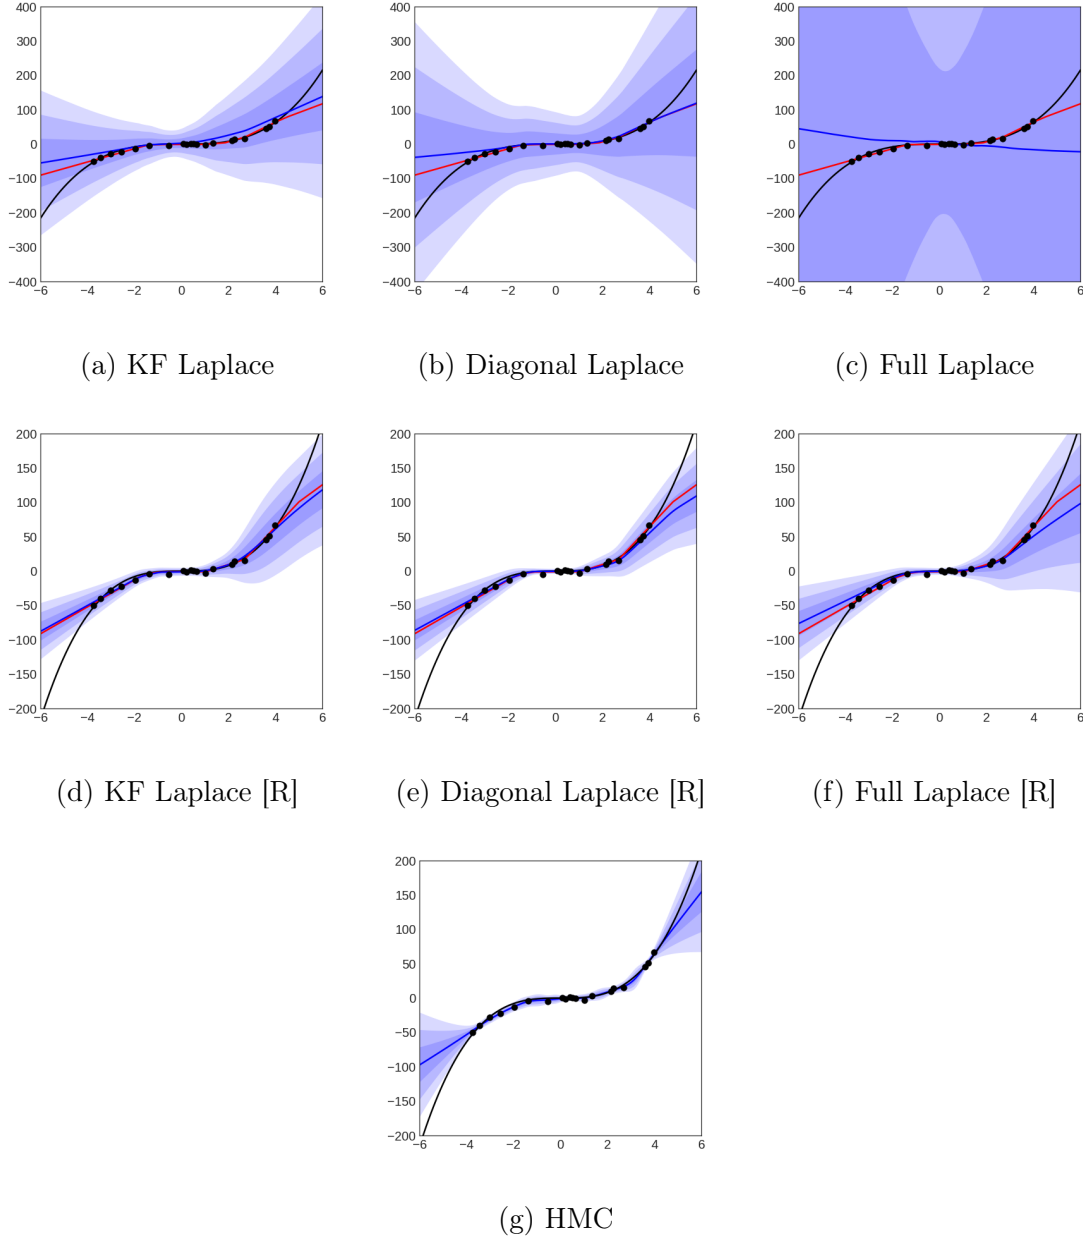 400 400 400
300 300 300
200 200 200
100 100 100
0 0 0
−100 −100 −100
−200 −200 −200
−300 −300 −300
−400 −400 −400
−6 −4 −2 0 2 4 6 −6 −4 −2 0 2 4 6 −6 −4 −2 0 2 4 6
(a) KF Laplace (b) Diagonal Laplace (c) Full Laplace
200 200 200
150 150 150
100 100 100
50 50 50
0 0 0
−50 −50 −50
−100 −100 −100
−150 −150 −150
−200 −200 −200
−6 −4 −2 0 2 4 6 −6 −4 −2 0 2 4 6 −6 −4 −2 0 2 4 6
(d) KF Laplace [R] (e) Diagonal Laplace [R] (f) Full Laplace [R]
200
150
100
50
0
−50
−100
−150
−200
−6 −4 −2 0 2 4 6
(g) HMC